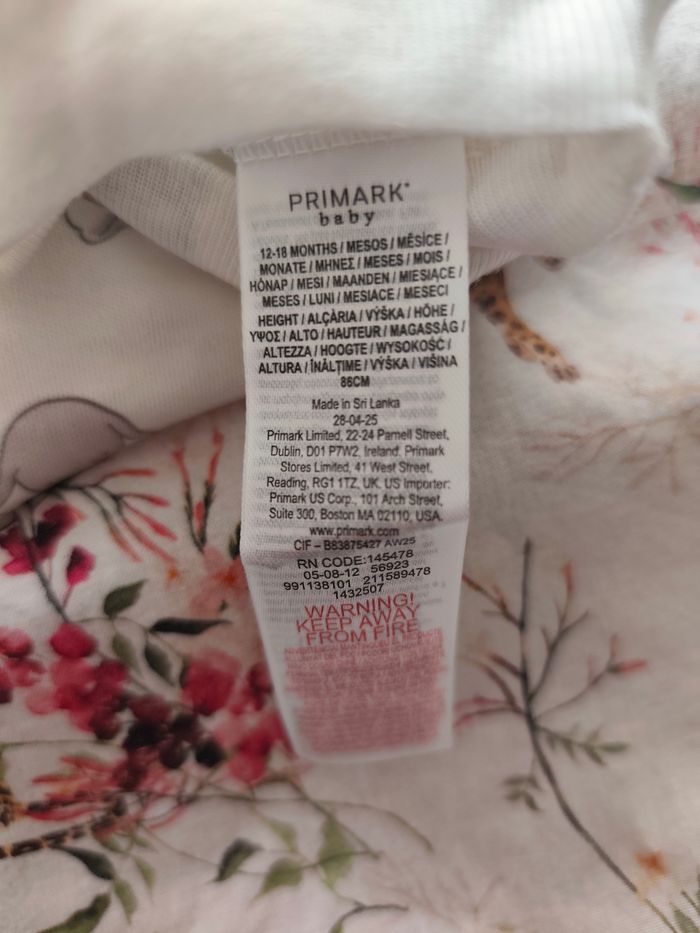 PRIMARK®
baby
12-18 MONTHS / MESOS / MĚSÍCE /
MONATE / ΜΗΝΕΣ / MESES / MOIS /
HÓNAP / MESI / MAANDEN / MIESIĄCE /
MESES / LUNI / MESIACE / MESECI
HEIGHT / ALÇÀRIA / VÝŠKA / HÖHE /
ΥΨΟΣ / ALTO / HAUTEUR / MAGASSÁG /
ALTEZZA / HOOGTE / WYSOKOŚĆ /
ALTURA / ÎNĂLȚIME / VÝŠKA / VIŠINA
86CM
Made in Sri Lanka
28-04-25
Primark Limited, 22-24 Parnell Street,
Dublin, D01 P7W2, Ireland. Primark
Stores Limited, 41 West Street,
Reading, RG1 1TZ, UK. US Importer:
Primark US Corp., 101 Arch Street,
Suite 300, Boston MA 02110, USA.
www.primark.com
CIF – B83875427 AW25
RN CODE:145478
05-08-12 56923
991138101 211589478
1432507
WARNING!
KEEP AWAY
FROM FIRE